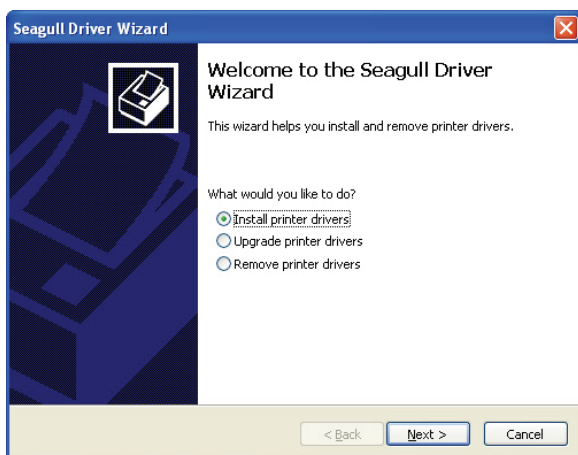 Seagull Driver Wizard
Welcome to the Seagull Driver
Wizard
This wizard helps you install and remove printer drivers.
What would you like to do?
Install printer drivers
Upgrade printer drivers
Remove printer drivers
< Back Next > Cancel